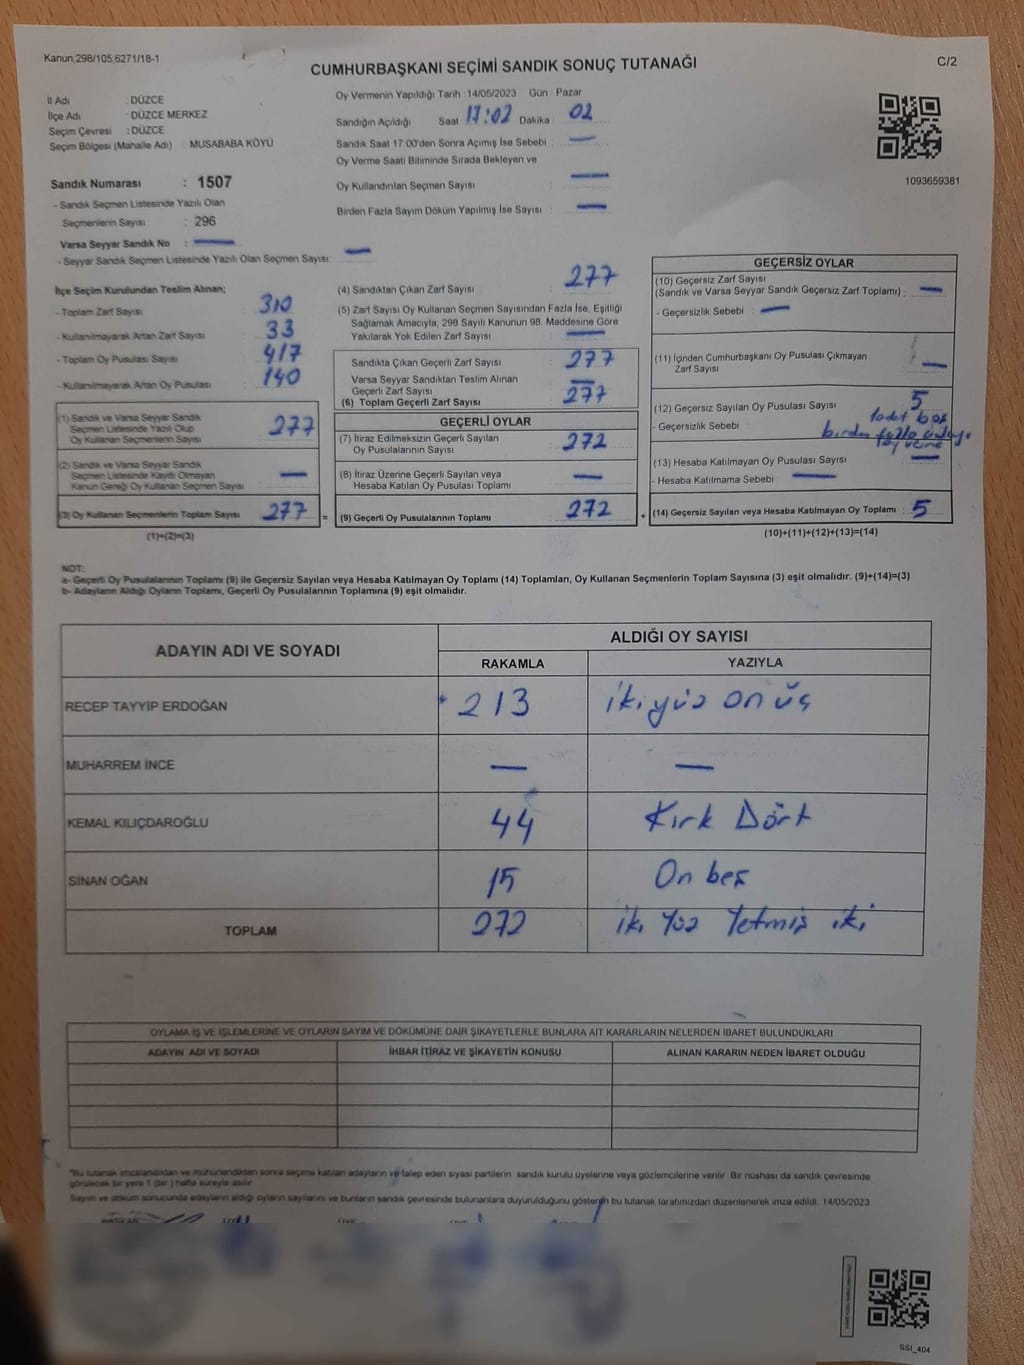 Kanun;298/105,6271/18-1
CUMHURBAŞKANI SEÇİMİ SANDIK SONUÇ TUTANAĞI
C/2
İl Adı : DÜZCE
İlçe Adı : DÜZCE MERKEZ
Seçim Çevresi : DÜZCE
Seçim Bölgesi (Mahalle Adı) : MUSABABA KÖYÜ
Sandık Numarası : 1507
- Sandık Seçmen Listesinde Yazılı Olan
Seçmenlerin Sayısı : 296
Varsa Seyyar Sandık No : —
- Seyyar Sandık Seçmen Listesinde Yazılı Olan Seçmen Sayısı: —
Oy Vermenin Yapıldığı Tarih : 14/05/2023 Gün : Pazar
Sandığın Açıldığı Saat 17:02 Dakika 02
Sandık Saat 17:00'den Sonra Açımış İse Sebebi : —
Oy Verme Saati Bitiminde Sırada Bekleyen ve
Oy Kullandırılan Seçmen Sayısı : —
Birden Fazla Sayım Döküm Yapılmış İse Sayısı : —
1093659381
İlçe Seçim Kurulundan Teslim Alınan;
- Toplam Zarf Sayısı : 310
- Kullanılmayarak Artan Zarf Sayısı : 33
- Toplam Oy Pusulası Sayısı : 417
- Kullanılmayarak Artan Oy Pusulası : 140
(1) Sandık ve Varsa Seyyar Sandık
Seçmen Listesinde Yazılı Olup
Oy Kullanan Seçmenlerin Sayısı : 277
(2) Sandık ve Varsa Seyyar Sandık
Seçmen Listesinde Kayıtlı Olmayan
Kanun Gereği Oy Kullanan Seçmen Sayısı : —
(3) Oy Kullanan Seçmenlerin Toplam Sayısı : 277 =
(1)+(2)=(3)
(4) Sandıktan Çıkan Zarf Sayısı : 277
(5) Zarf Sayısı Oy Kullanan Seçmen Sayısından Fazla İse, Eşitliği
Sağlamak Amacıyla; 298 Sayılı Kanunun 98. Maddesine Göre
Yakılarak Yok Edilen Zarf Sayısı : —
Sandıkta Çıkan Geçerli Zarf Sayısı : 277
Varsa Seyyar Sandıktan Teslim Alınan
Geçerli Zarf Sayısı : —
(6) Toplam Geçerli Zarf Sayısı : 277
GEÇERLİ OYLAR
(7) İtiraz Edilmeksizin Geçerli Sayılan
Oy Pusulalarının Sayısı : 272
(8) İtiraz Üzerine Geçerli Sayılan veya
Hesaba Katılan Oy Pusulası Toplamı : —
(9) Geçerli Oy Pusulalarının Toplamı : 272 +
GEÇERSİZ OYLAR
(10) Geçersiz Zarf Sayısı
(Sandık ve Varsa Seyyar Sandık Geçersiz Zarf Toplamı) : —
- Geçersizlik Sebebi : —
(11) İçinden Cumhurbaşkanı Oy Pusulası Çıkmayan
Zarf Sayısı : —
(12) Geçersiz Sayılan Oy Pusulası Sayısı : 5
- Geçersizlik Sebebi : 1 adet boş
birden fazla
(13) Hesaba Katılmayan Oy Pusulası Sayısı : —
- Hesaba Katılmama Sebebi : —
(14) Geçersiz Sayılan veya Hesaba Katılmayan Oy Toplamı : 5
(10)+(11)+(12)+(13)=(14)
NOT:
a- Geçerli Oy Pusulalarının Toplamı (9) ile Geçersiz Sayılan veya Hesaba Katılmayan Oy Toplamı (14) Toplamları, Oy Kullanan Seçmenlerin Toplam Sayısına (3) eşit olmalıdır. (9)+(14)=(3)
b- Adayların Aldığı Oyların Toplamı, Geçerli Oy Pusulalarının Toplamına (9) eşit olmalıdır.
ADAYIN ADI VE SOYADI ALDIĞI OY SAYISI
RAKAMLA YAZIYLA
RECEP TAYYİP ERDOĞAN 213 ikiyüz on üç
MUHARREM İNCE — —
KEMAL KILIÇDAROĞLU 44 Kırk Dört
SİNAN OĞAN 15 On beş
TOPLAM 272 iki Yüz Yetmiş iki
OYLAMA İŞ VE İŞLEMLERİNE VE OYLARIN SAYIM VE DÖKÜMÜNE DAİR ŞİKAYETLERLE BUNLARA AİT KARARLARIN NELERDEN İBARET BULUNDUKLARI
ADAYIN ADI VE SOYADI İHBAR İTİRAZ VE ŞİKAYETİN KONUSU ALINAN KARARIN NEDEN İBARET OLDUĞU
"Bu tutanak imzalandıktan ve mühürlendikten sonra seçime katılan adayların ve talep eden siyasi partilerin sandık kurulu üyelerine veya gözlemcilerine verilir. Bir nüshası da sandık çevresinde
görülecek bir yere 1 (bir) hafta süreyle asılır.
Sayım ve döküm sonucunda adayların aldığı oyların sayılarını ve bunların sandık çevresinde bulunanlara duyurulduğunu gösteren bu tutanak tarafımızdan düzenlenerek imza edildi. 14/05/2023
SSİ_404